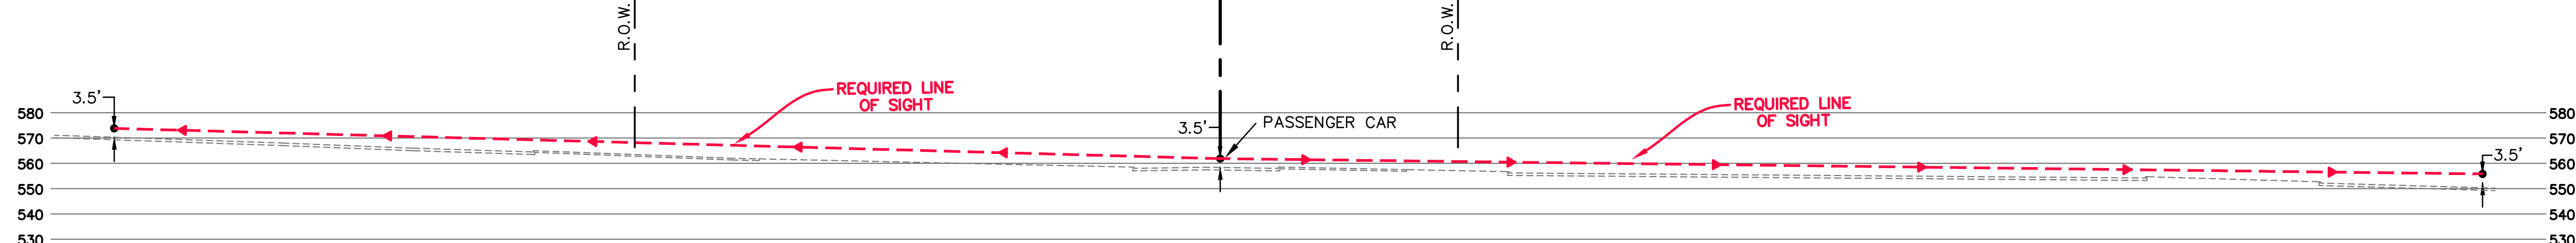 R.O.W.
R.O.W.
REQUIRED LINE
OF SIGHT
3.5'
REQUIRED LINE
OF SIGHT
580
580
3.5'
PASSENGER CAR
570
570
3.5'
560
560
550
550
540
540
530
530